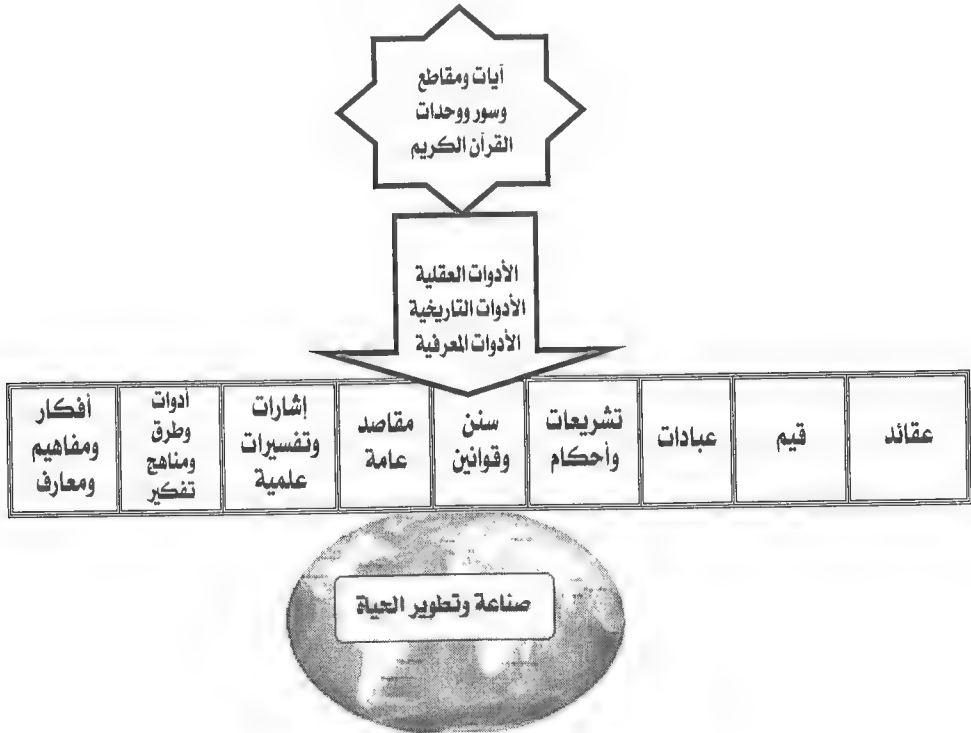 آيات ومقاطع
وسور ووحدات
القرآن الكريم
الأدوات العقلية
الأدوات التاريخية
الأدوات المعرفية
عقائد
قيم
عبادات
تشريعات
وأحكام
سنن
وقوانين
مقاصد
عامة
إشارات
وتفسيرات
علمية
أدوات
وطرق
ومناهج
تفكير
أفكار
ومفاهيم
ومعارف
صناعة وتطوير الحياة